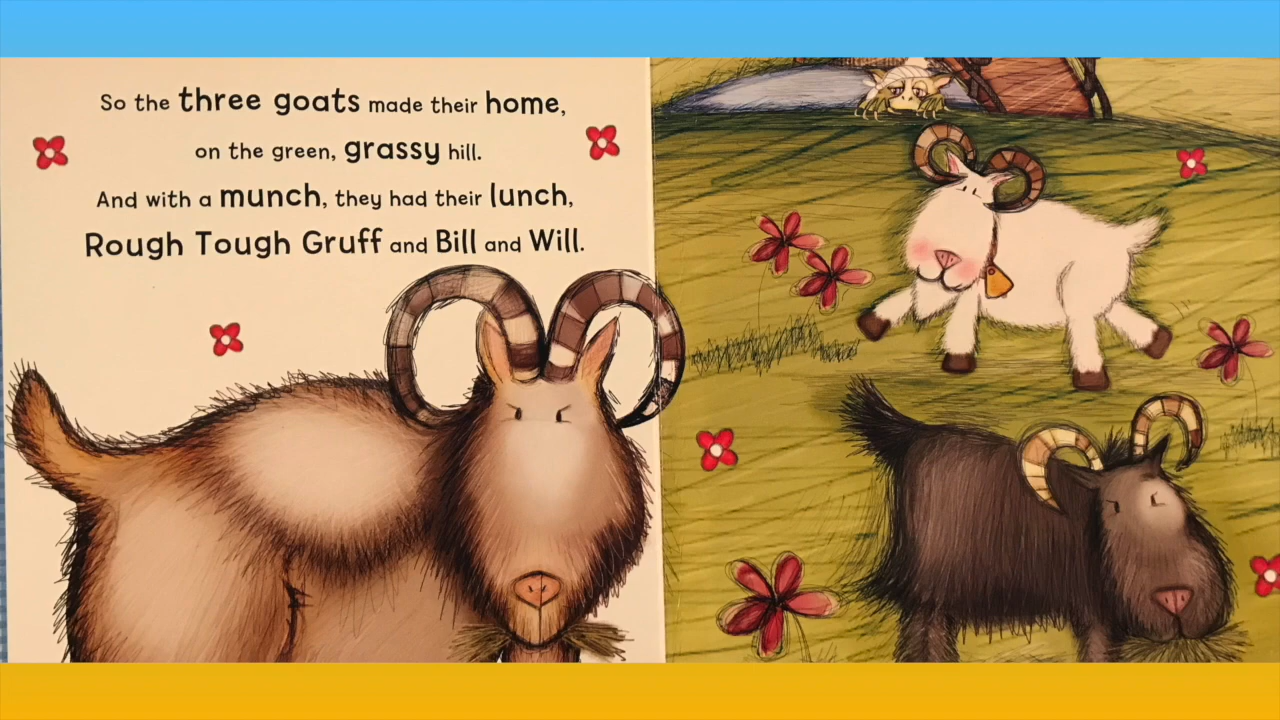 So the three goats made their home,
on the green, grassy hill.
And with a munch, they had their lunch,
Rough Tough Gruff and Bill and Will.